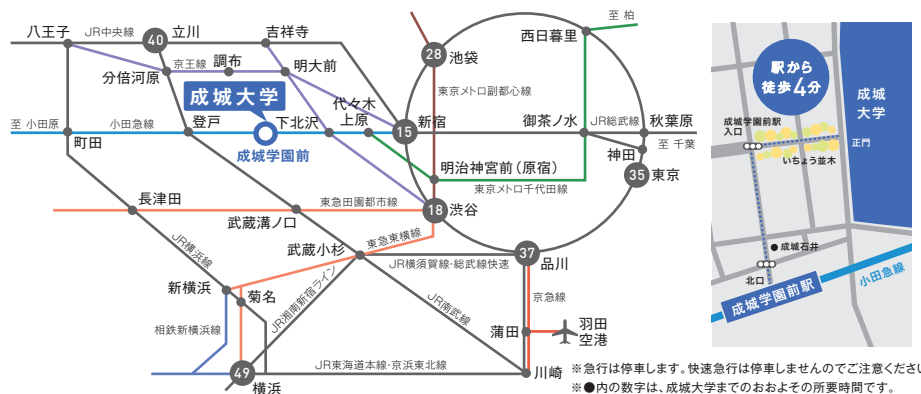 至 柏
八王子
JR中央線
40
立川
吉祥寺
西日暮里
28
池袋
分倍河原
京王線
調布
明大前
東京メトロ副都心線
成城大学
代々木
上原
至 小田原
小田急線
登戸
下北沢
15
新宿
御茶ノ水
JR総武線
秋葉原
町田
成城学園前
至 千葉
神田
明治神宮前(原宿)
35
東京
東京メトロ千代田線
長津田
東急田園都市線
18
渋谷
武蔵溝ノ口
JR横浜線
武蔵小杉
東急東横線
37
品川
JR横須賀線・総武線快速
新横浜
菊名
JR湘南新宿ライン
JR南武線
京急線
相鉄新横浜線
蒲田
羽田
空港
49
横浜
JR東海道本線・京浜東北線
川崎
駅から
徒歩4分
成城
大学
成城学園前駅
入口
正門
いちょう並木
成城石井
北口
小田急線
成城学園前駅
※急行は停車します。快速急行は停車しませんのでご注意くださ
※●内の数字は、成城大学までのおおよその所要時間です。